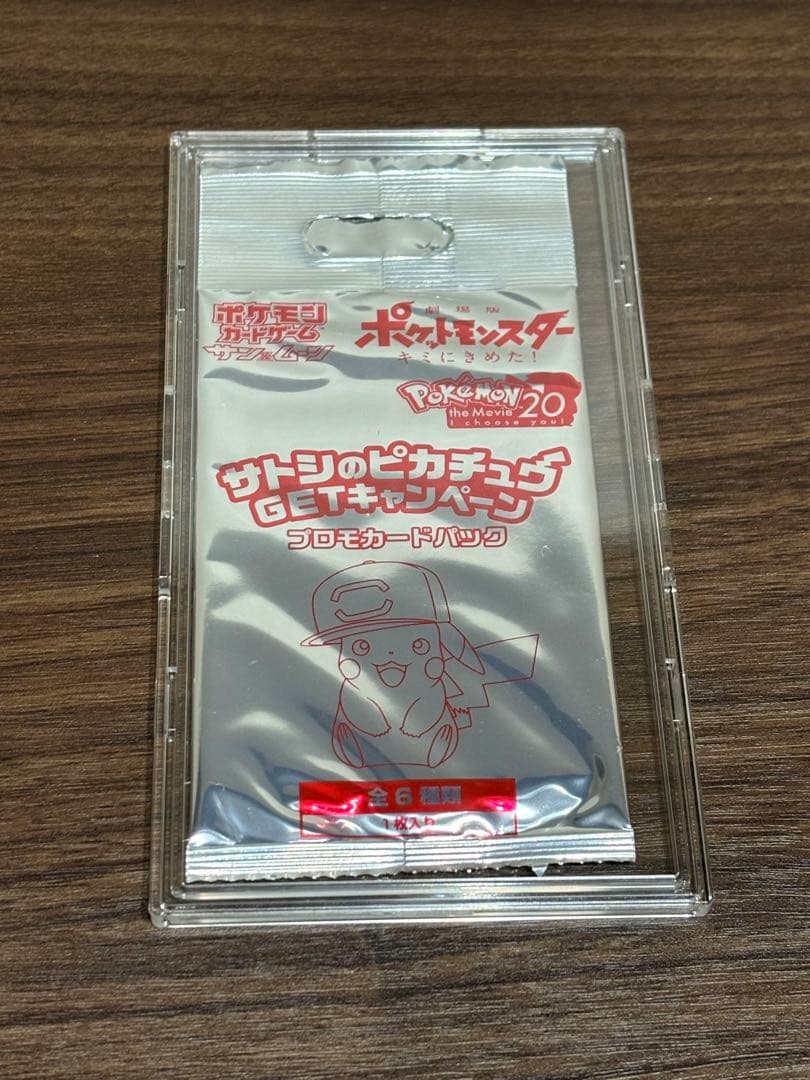 ポケモン
カードゲーム
サン&ムーン
劇場版
ポケットモンスター
キミにきめた!
POKéMON
the Movie 20
I choose you!
サトシのピカチュウ
GETキャンペーン
プロモカードパック
全6種類
1枚入り